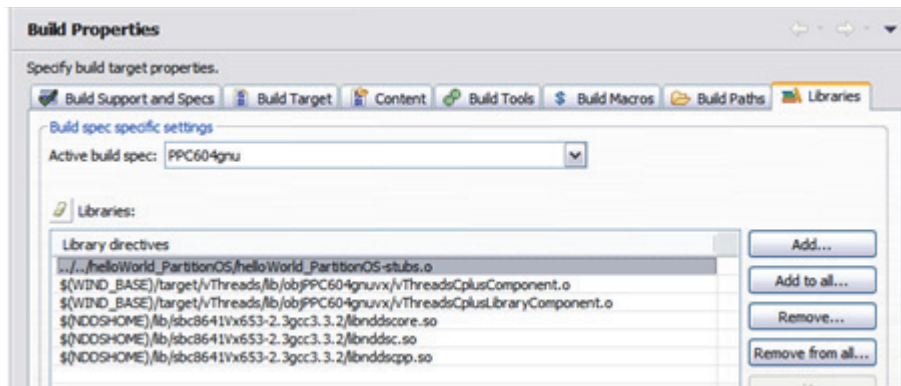 Build Properties
Specify build target properties.
Build Support and Specs Build Target Content Build Tools Build Macros Build Paths Libraries
Build spec specific settings
Active build spec: PPC604gnu
Libraries:
Library directives
Add...
../../helloWorld_PartitionOS/helloWorld_PartitionOS-stubs.o
$(WIND_BASE)/target/vThreads/lib/objPPC604gnuvx/vThreadsCplusComponent.o
Add to all...
$(WIND_BASE)/target/vThreads/lib/objPPC604gnuvx/vThreadsCplusLibraryComponent.o
$(NDDSHOME)/lib/sbc8641Vx653-2.3gcc3.3.2/libnddscore.so
Remove...
$(NDDSHOME)/lib/sbc8641Vx653-2.3gcc3.3.2/libnddsc.so
$(NDDSHOME)/lib/sbc8641Vx653-2.3gcc3.3.2/libnddscpp.so
Remove from all...